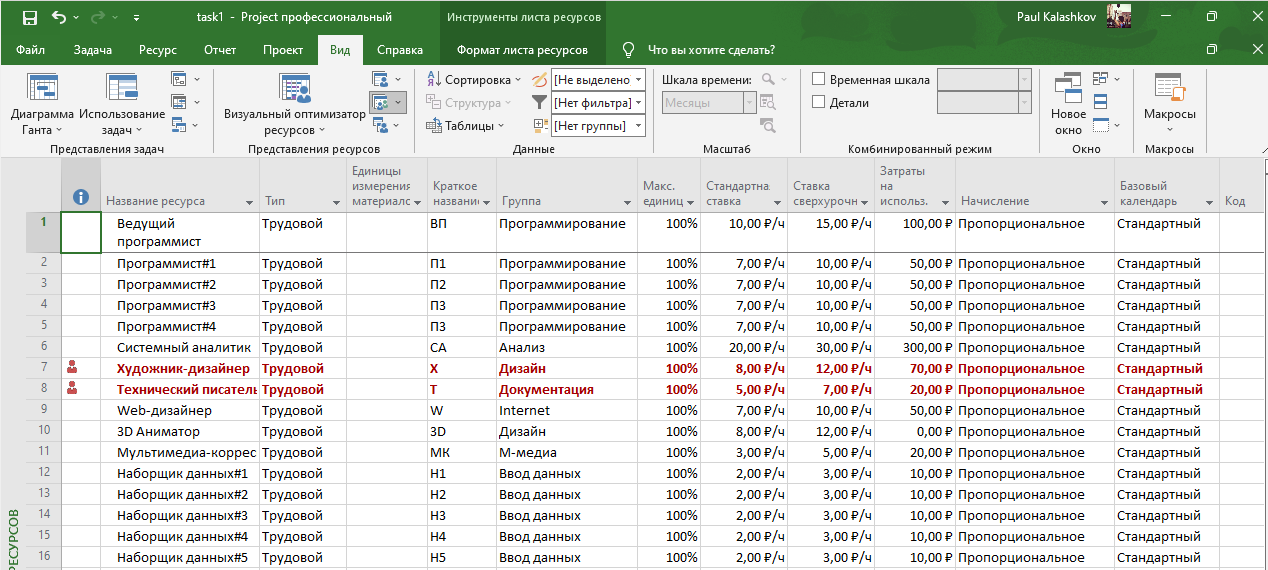 task1 - Project профессиональный
Инструменты листа ресурсов
Paul Kalashkov
Файл Задача Ресурс Отчет Проект Вид Справка Формат листа ресурсов Что вы хотите сделать?
Диаграмма Ганта
Использование задач
Представления задач
Визуальный оптимизатор ресурсов
Представления ресурсов
Сортировка
Структура
Таблицы
[Не выделено
[Нет фильтра]
[Нет группы]
Данные
Шкала времени:
Месяцы
Масштаб
Временная шкала
Детали
Комбинированный режим
Новое окно
Окно
Макросы
Макросы
Название ресурса Тип Единицы измерения материалс Краткое названи Группа Макс. единиц Стандартна ставка Ставка сверхурочн Затраты на использ. Начисление Базовый календарь Код
1 Ведущий программист Трудовой ВП Программирование 100% 10,00 ₽/ч 15,00 ₽/ч 100,00 ₽ Пропорциональное Стандартный
2 Программист#1 Трудовой П1 Программирование 100% 7,00 ₽/ч 10,00 ₽/ч 50,00 ₽ Пропорциональное Стандартный
3 Программист#2 Трудовой П2 Программирование 100% 7,00 ₽/ч 10,00 ₽/ч 50,00 ₽ Пропорциональное Стандартный
4 Программист#3 Трудовой П3 Программирование 100% 7,00 ₽/ч 10,00 ₽/ч 50,00 ₽ Пропорциональное Стандартный
5 Программист#4 Трудовой П3 Программирование 100% 7,00 ₽/ч 10,00 ₽/ч 50,00 ₽ Пропорциональное Стандартный
6 Системный аналитик Трудовой СА Анализ 100% 20,00 ₽/ч 30,00 ₽/ч 300,00 ₽ Пропорциональное Стандартный
7 Художник-дизайнер Трудовой Х Дизайн 100% 8,00 ₽/ч 12,00 ₽/ч 70,00 ₽ Пропорциональное Стандартный
8 Технический писатель Трудовой Т Документация 100% 5,00 ₽/ч 7,00 ₽/ч 20,00 ₽ Пропорциональное Стандартный
9 Web-дизайнер Трудовой W Internet 100% 7,00 ₽/ч 10,00 ₽/ч 50,00 ₽ Пропорциональное Стандартный
10 3D Аниматор Трудовой 3D Дизайн 100% 8,00 ₽/ч 12,00 ₽/ч 0,00 ₽ Пропорциональное Стандартный
11 Мультимедиа-коррес Трудовой МК М-медиа 100% 3,00 ₽/ч 5,00 ₽/ч 20,00 ₽ Пропорциональное Стандартный
12 Наборщик данных#1 Трудовой Н1 Ввод данных 100% 2,00 ₽/ч 3,00 ₽/ч 10,00 ₽ Пропорциональное Стандартный
13 Наборщик данных#2 Трудовой Н2 Ввод данных 100% 2,00 ₽/ч 3,00 ₽/ч 10,00 ₽ Пропорциональное Стандартный
14 Наборщик данных#3 Трудовой Н3 Ввод данных 100% 2,00 ₽/ч 3,00 ₽/ч 10,00 ₽ Пропорциональное Стандартный
15 Наборщик данных#4 Трудовой Н4 Ввод данных 100% 2,00 ₽/ч 3,00 ₽/ч 10,00 ₽ Пропорциональное Стандартный
16 Наборщик данных#5 Трудовой Н5 Ввод данных 100% 2,00 ₽/ч 3,00 ₽/ч 10,00 ₽ Пропорциональное Стандартный
РЕСУРСОВ